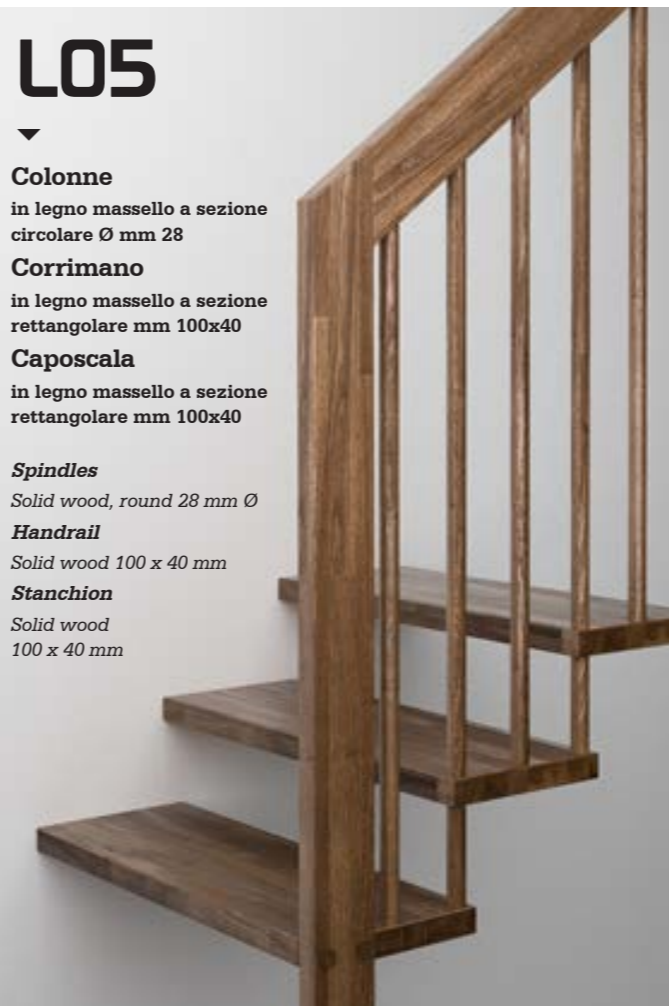 L05
Colonne
in legno massello a sezione
circolare Ø mm 28
Corrimano
in legno massello a sezione
rettangolare mm 100x40
Caposcala
in legno massello a sezione
rettangolare mm 100x40
Spindles
Solid wood, round 28 mm Ø
Handrail
Solid wood 100 x 40 mm
Stanchion
Solid wood
100 x 40 mm